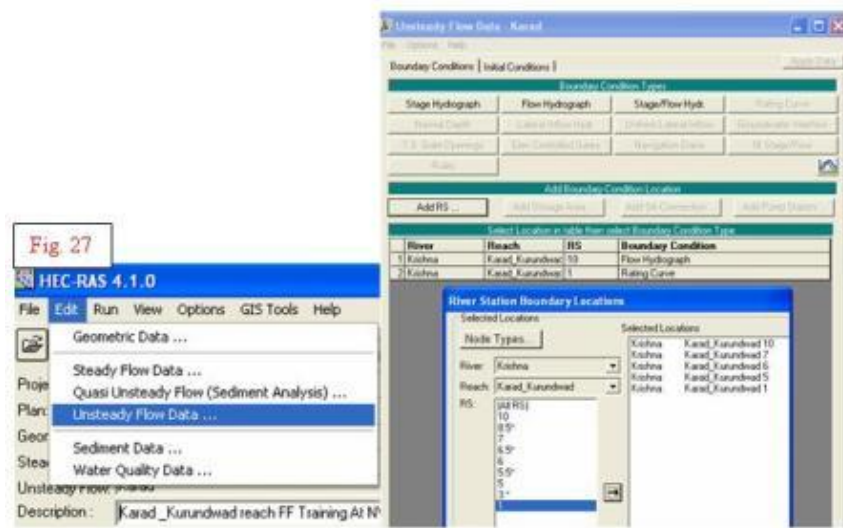 Unsteady Flow Data - Karad
File Options Help
Boundary Conditions Initial Conditions
Apply Data
Boundary Condition Types
Stage Hydrograph Flow Hydrograph Stage/Flow Hydr. Rating Curve
Normal Depth Lateral Inflow Hydr. Uniform Lateral Inflow Groundwater Interflow
T.S. Gate Openings Elev Controlled Gates Navigation Dams IB Stage/Flow
Rules
Add Boundary Condition Location
Add RS ... Add Storage Area ... Add SA Connection ... Add Pump Station ...
Select Location in table then select Boundary Condition Type
River Reach RS Boundary Condition
1 Krishna Karad_Kurundwad 10 Flow Hydrograph
2 Krishna Karad_Kurundwad 1 Rating Curve
River Station Boundary Locations
Selected Locations
Node Types...
River: Krishna
Reach: Karad_Kurundwad
RS: (All RS)
10
8.5*
7
6.5*
6
5.5*
5
3.*
1
Selected Locations
Krishna Karad_Kurundwad 10
Krishna Karad_Kurundwad 7
Krishna Karad_Kurundwad 6
Krishna Karad_Kurundwad 5
Krishna Karad_Kurundwad 1
Fig. 27
HEC-RAS 4.1.0
File Edit Run View Options GIS Tools Help
Geometric Data ...
Steady Flow Data ...
Quasi Unsteady Flow (Sediment Analysis) ...
Unsteady Flow Data ...
Sediment Data ...
Water Quality Data ...
Proje
Plan:
Geor
Stea
Unsteady Flow: Karad
Description : Karad _Kurundwad reach FF Training At N